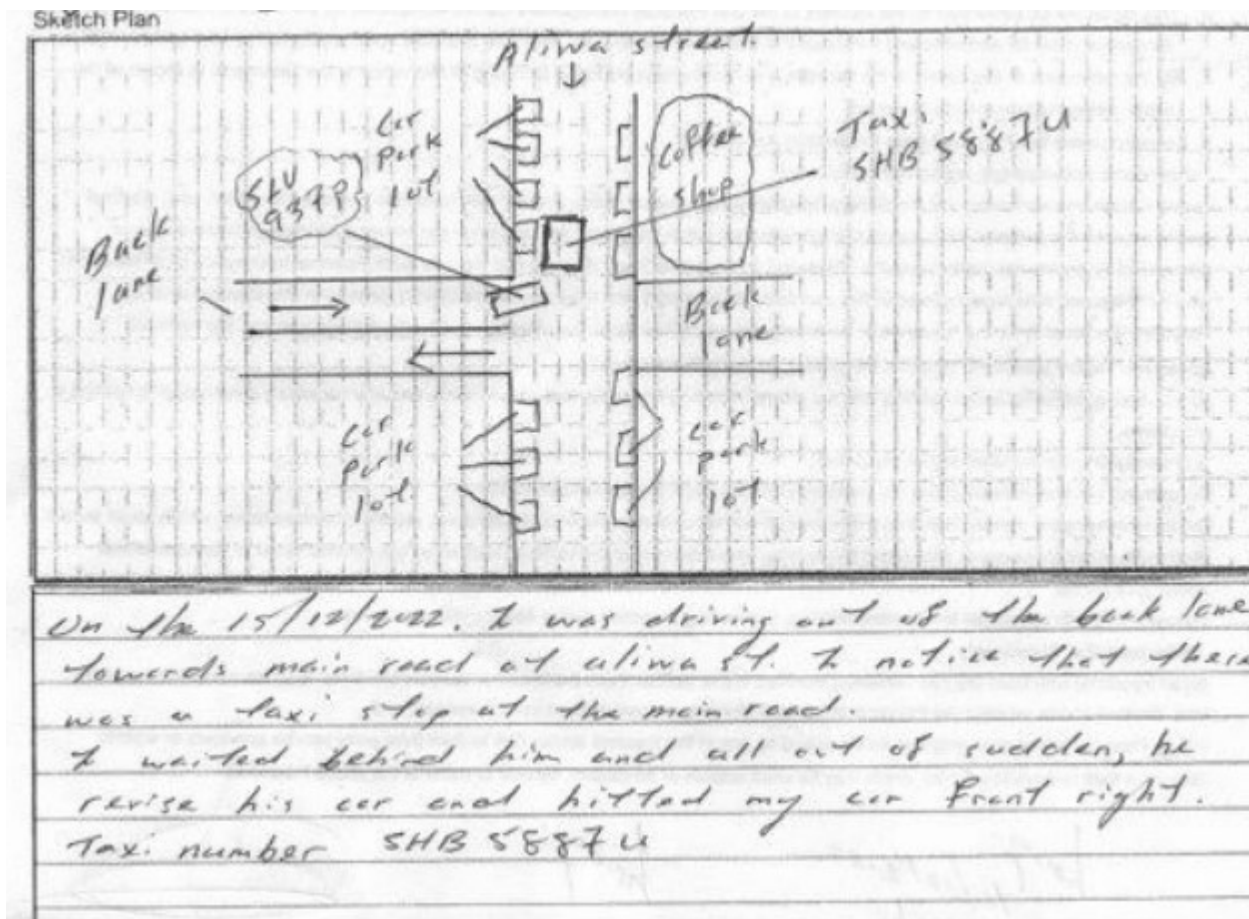 Sketch Plan
Aliwa street
Car
Park
lot
Coffee
shop
Taxi
SHB 5887U
937P
Back
lane
Back
lane
Car
Park
lot
Car
Park
lot
On the 15/12/2022. I was driving out of the back lane
towards main road at aliwa st. I notice that there
was a taxi stop at the main road.
I waited behind him and all out of sudden, he
revise his car and hitted my car front right.
Taxi number SHB 5887U